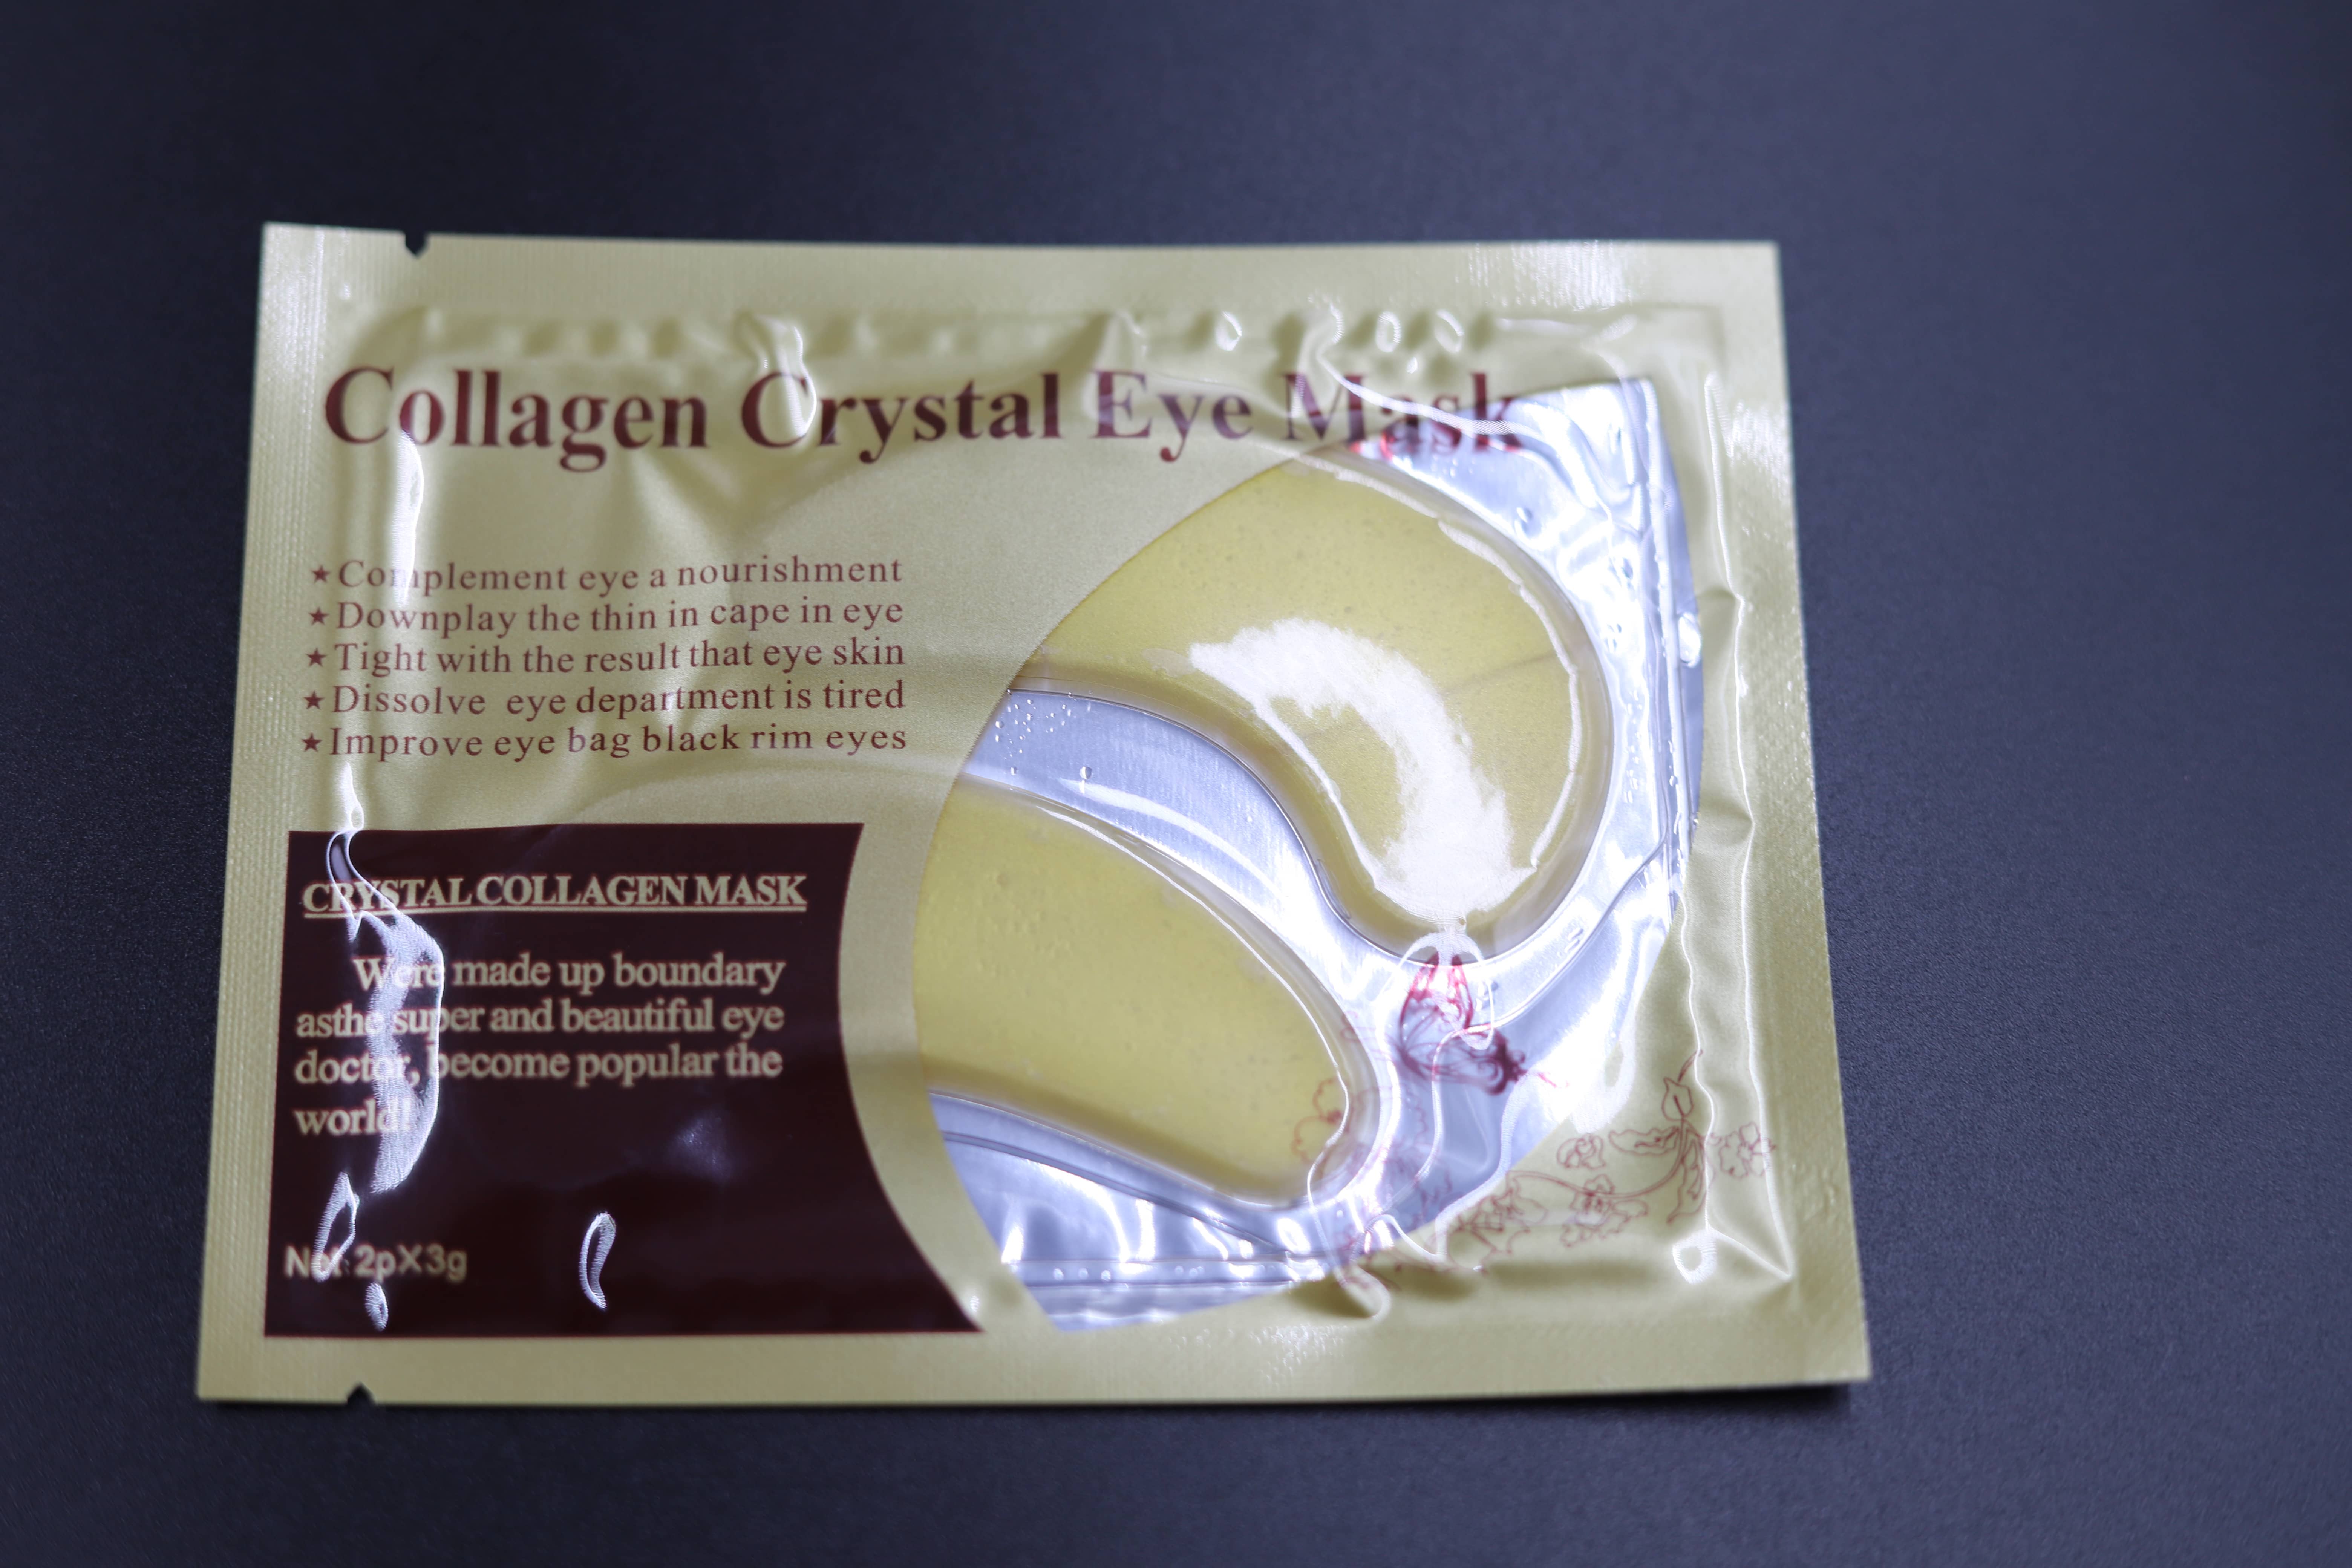 Collagen Crystal Eye Mask
★Complement eye a nourishment
★Downplay the thin in cape in eye
★Tight with the result that eye skin
★Dissolve eye department is tired
★Improve eye bag black rim eyes
CRYSTAL COLLAGEN MASK
Were made up boundary
asthe super and beautiful eye
doctor, become popular the
world!
Net: 2pX3g